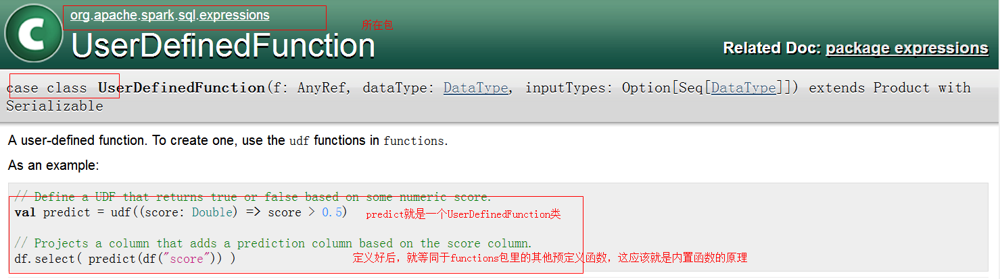 C
org.apache.spark.sql.expressions
所在包
UserDefinedFunction
Related Doc: package expressions
case class UserDefinedFunction(f: AnyRef, dataType: DataType, inputTypes: Option[Seq[DataType]]) extends Product with
Serializable
A user-defined function. To create one, use the udf functions in functions.
As an example:
// Define a UDF that returns true or false based on some numeric score.
val predict = udf((score: Double) => score > 0.5) predict就是一个UserDefinedFunction类
// Projects a column that adds a prediction column based on the score column.
df.select( predict(df("score")) ) 定义好后，就等同于functions包里的其他预定义函数，这应该就是内置函数的原理